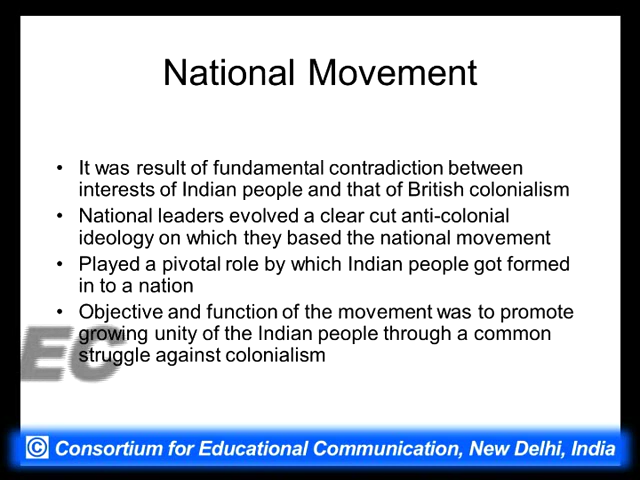 National Movement
• It was result of fundamental contradiction between
interests of Indian people and that of British colonialism
• National leaders evolved a clear cut anti-colonial
ideology on which they based the national movement
• Played a pivotal role by which Indian people got formed
in to a nation
• Objective and function of the movement was to promote
growing unity of the Indian people through a common
struggle against colonialism
EC
© Consortium for Educational Communication, New Delhi, India